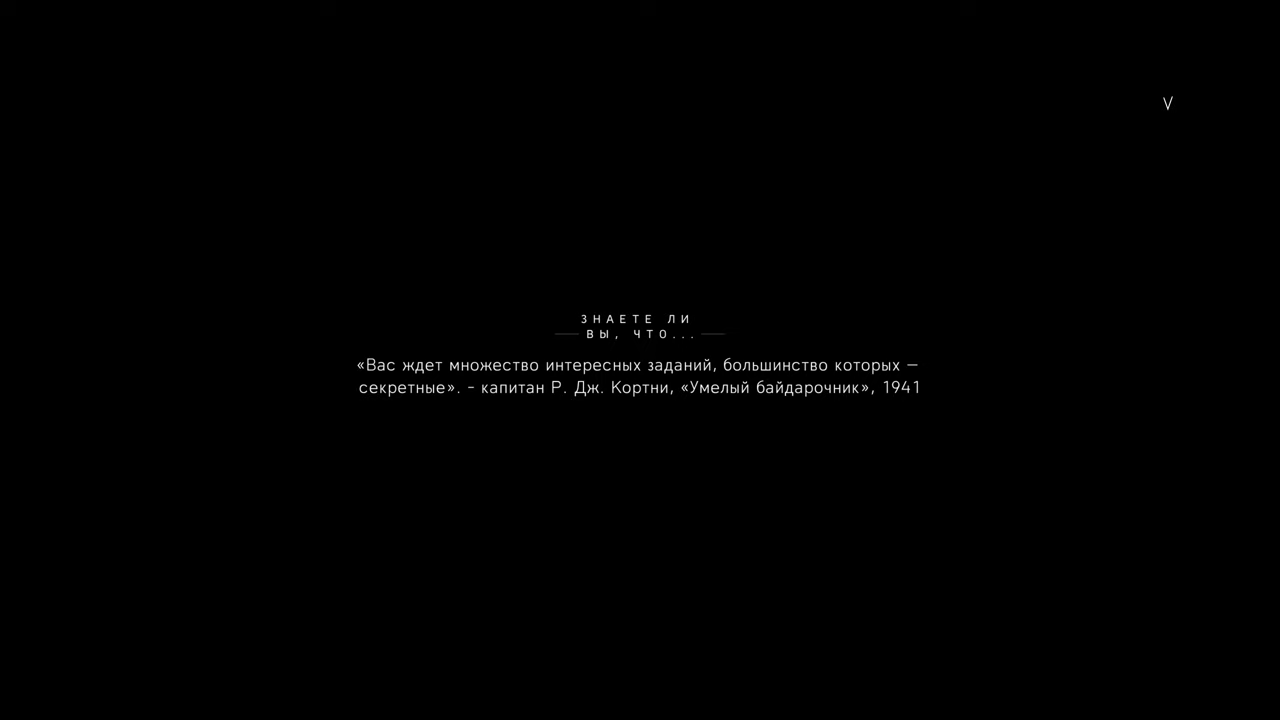 V
ЗНАЕТЕ ЛИ
ВЫ, ЧТО...
«Вас ждет множество интересных заданий, большинство которых –
секретные». - капитан Р. Дж. Кортни, «Умелый байдарочник», 1941